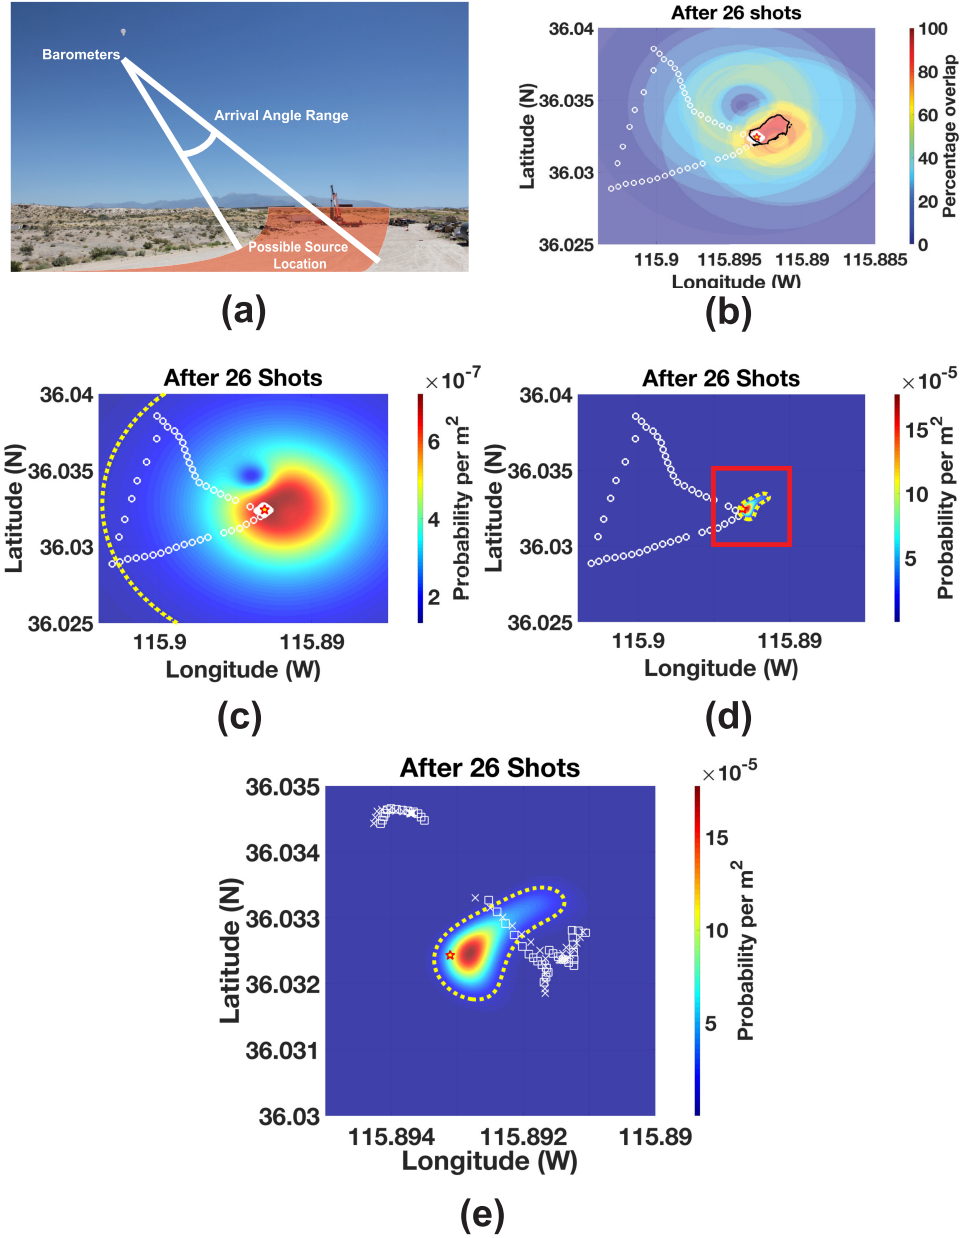 Barometers
Arrival Angle Range
Possible Source
Location
(a)
After 26 shots
36.04
36.035
36.03
36.025
Latitude (N)
115.9
115.895
115.89
115.885
Longitude (W)
100
80
60
40
20
0
Percentage overlap
(b)
After 26 Shots
36.04
36.035
36.03
36.025
Latitude (N)
115.9
115.89
Longitude (W)
×10-7
6
4
2
Probability per m2
(c)
After 26 Shots
36.04
36.035
36.03
36.025
Latitude (N)
115.9
115.89
Longitude (W)
×10-5
15
10
5
Probability per m2
(d)
After 26 Shots
36.035
36.034
36.033
36.032
36.031
36.03
Latitude (N)
115.894
115.892
115.89
Longitude (W)
×10-5
15
10
5
Probability per m2
(e)